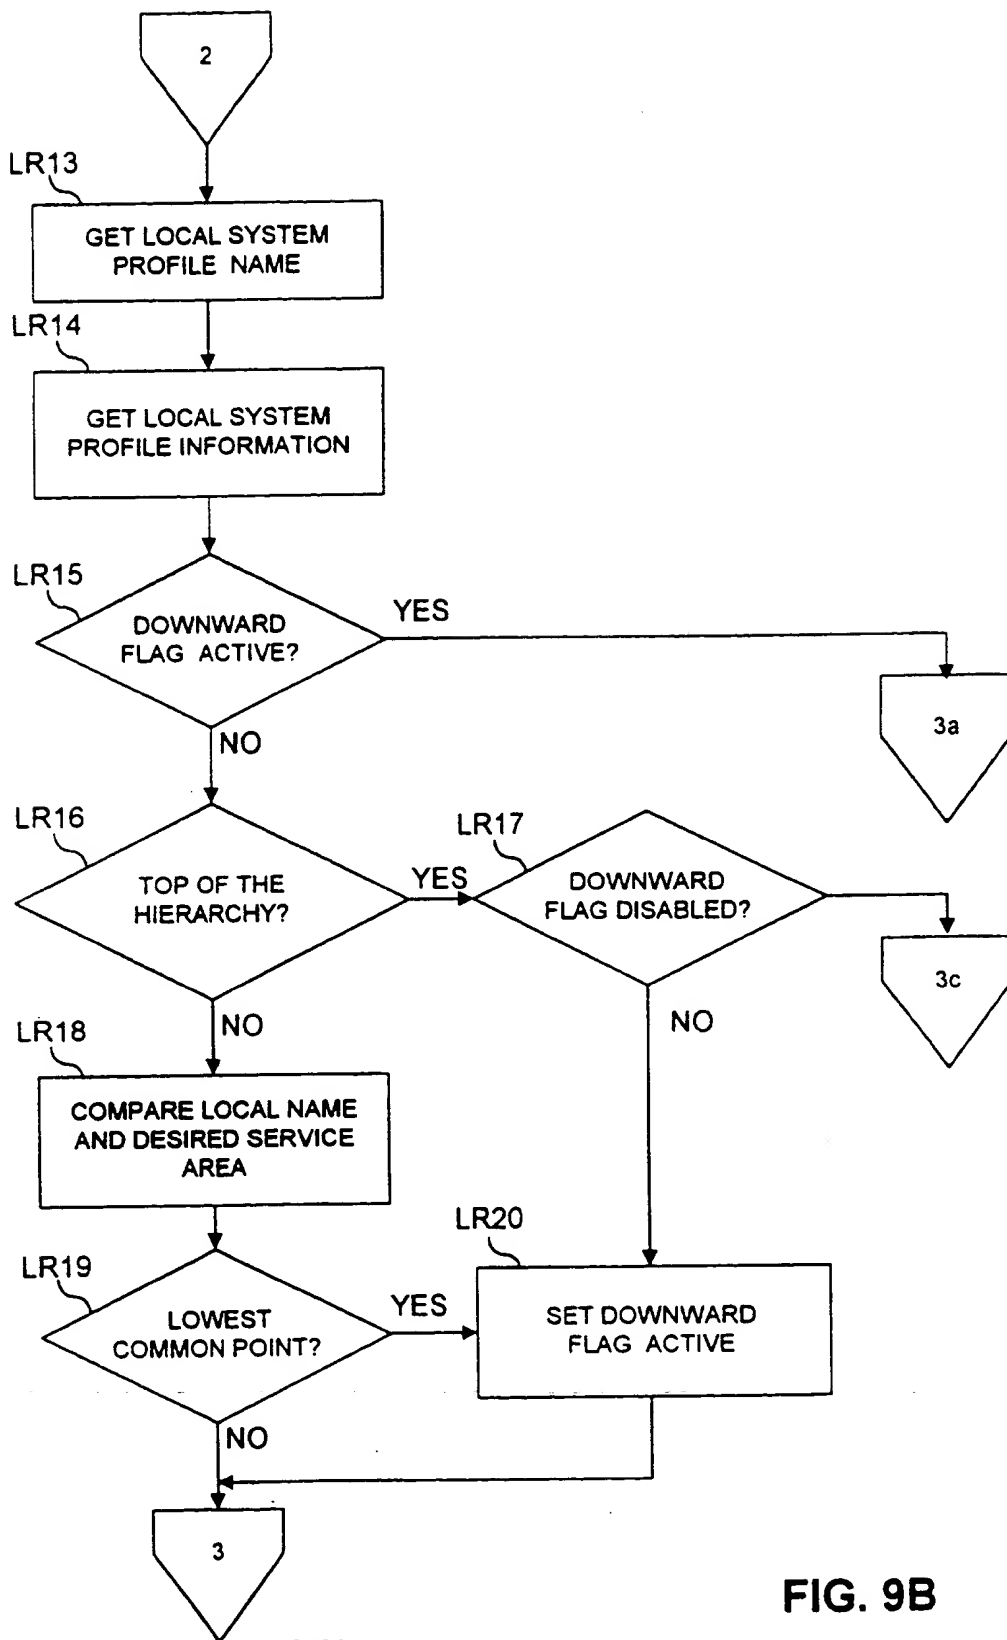 2
LR13
GET LOCAL SYSTEM
PROFILE NAME
LR14
GET LOCAL SYSTEM
PROFILE INFORMATION
LR15
DOWNWARD
FLAG ACTIVE?
YES
3a
NO
LR16
TOP OF THE
HIERARCHY?
YES
LR17
DOWNWARD
FLAG DISABLED?
3c
NO
NO
LR18
COMPARE LOCAL NAME
AND DESIRED SERVICE
AREA
LR19
LOWEST
COMMON POINT?
YES
LR20
SET DOWNWARD
FLAG ACTIVE
NO
3
FIG. 9B